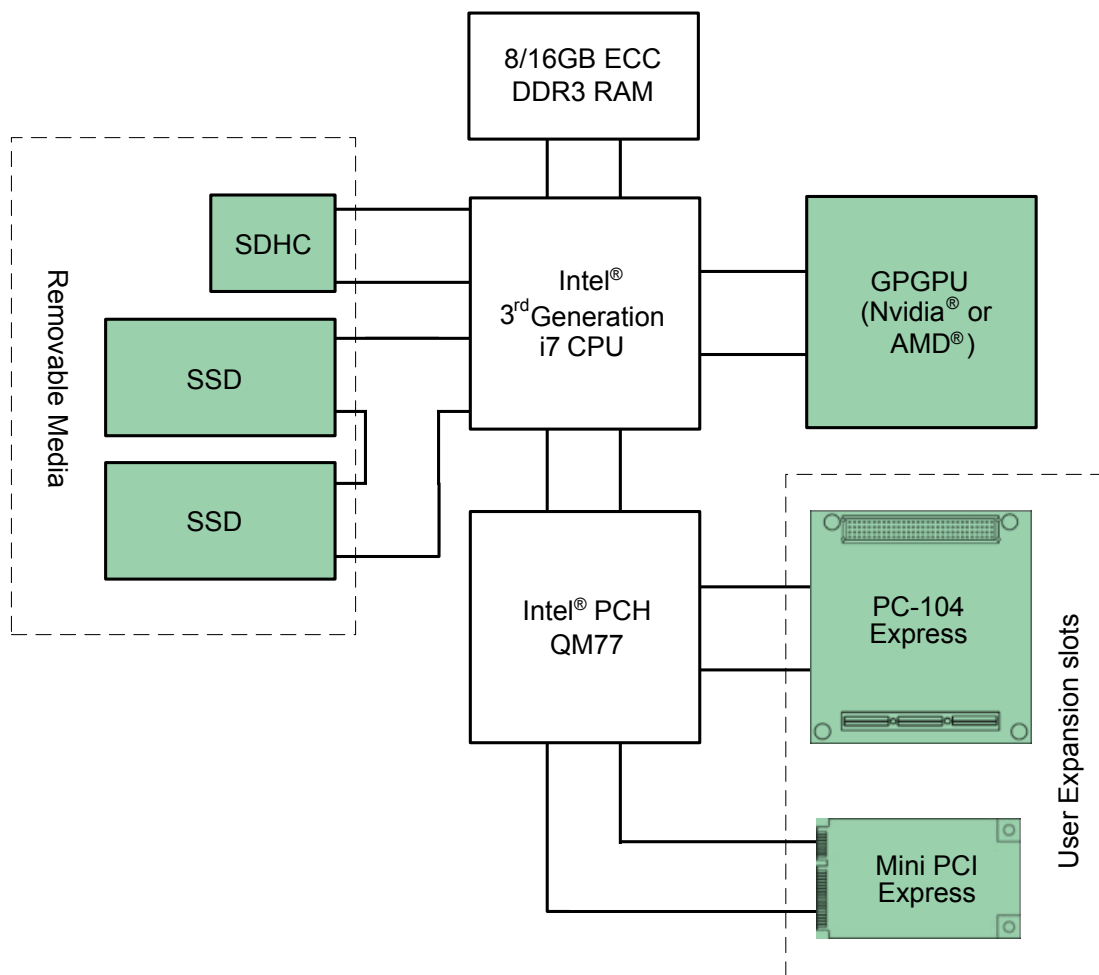 8/16GB ECC
DDR3 RAM
Removable Media
SDHC
SSD
SSD
Intel®
3rdGeneration
i7 CPU
GPGPU
(Nvidia® or
AMD®)
Intel® PCH
QM77
User Expansion slots
PC-104
Express
Mini PCI
Express